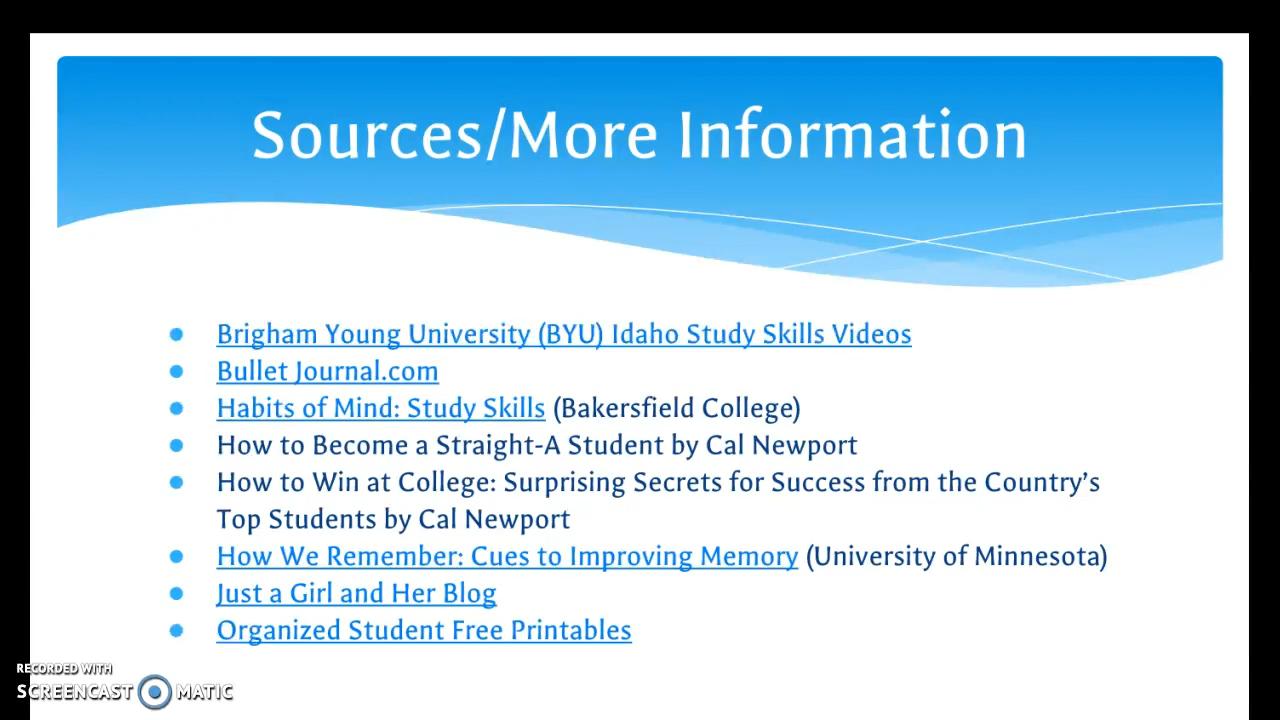 Sources/More Information
Brigham Young University (BYU) Idaho Study Skills Videos
Bullet Journal.com
Habits of Mind: Study Skills (Bakersfield College)
How to Become a Straight-A Student by Cal Newport
How to Win at College: Surprising Secrets for Success from the Country’s
Top Students by Cal Newport
How We Remember: Cues to Improving Memory (University of Minnesota)
Just a Girl and Her Blog
Organized Student Free Printables
RECORDED WITH
SCREENCAST MATIC